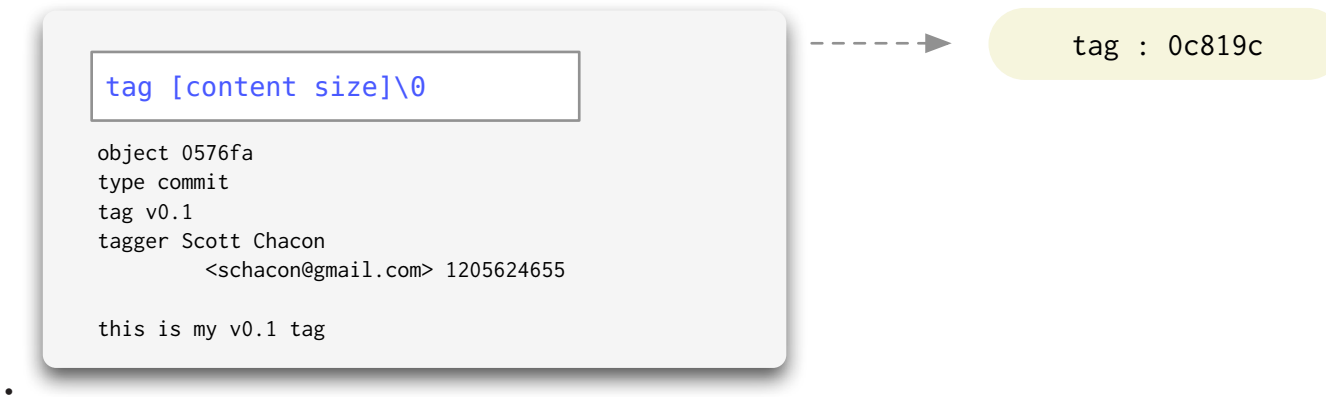 tag [content size]\0
object 0576fa
type commit
tag v0.1
tagger Scott Chacon
<schacon@gmail.com> 1205624655
this is my v0.1 tag
tag : 0c819c